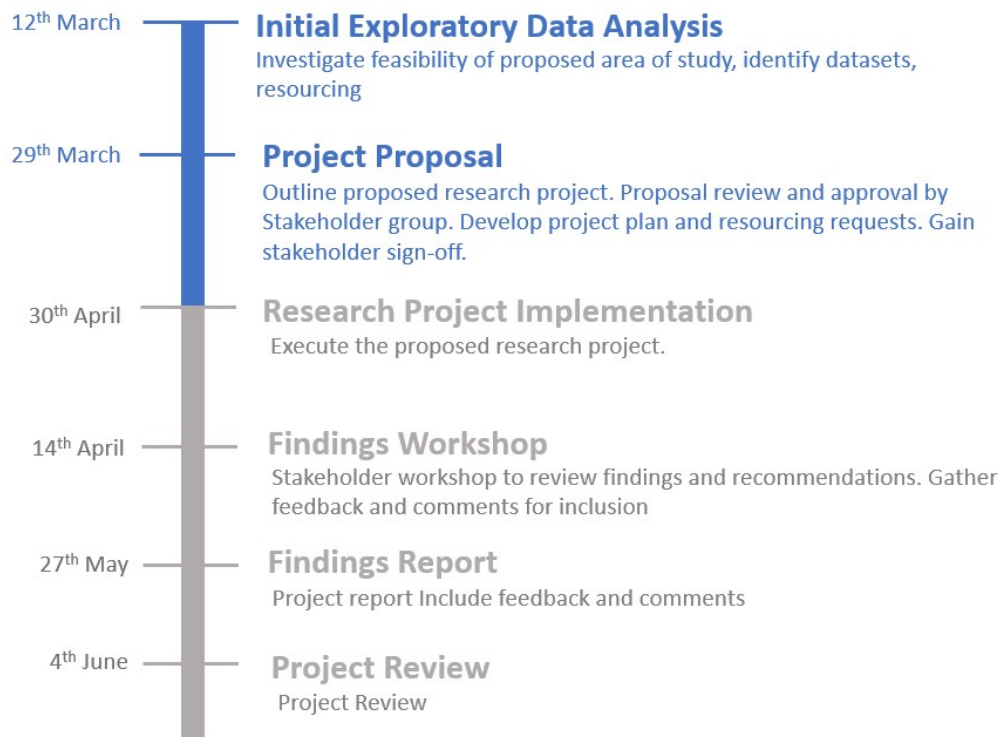 12th March
Initial Exploratory Data Analysis
Investigate feasibility of proposed area of study, identify datasets,
resourcing
29th March
Project Proposal
Outline proposed research project. Proposal review and approval by
Stakeholder group. Develop project plan and resourcing requests. Gain
stakeholder sign-off.
30th April
Research Project Implementation
Execute the proposed research project.
14th April
Findings Workshop
Stakeholder workshop to review findings and recommendations. Gather
feedback and comments for inclusion
27th May
Findings Report
Project report Include feedback and comments
4th June
Project Review
Project Review